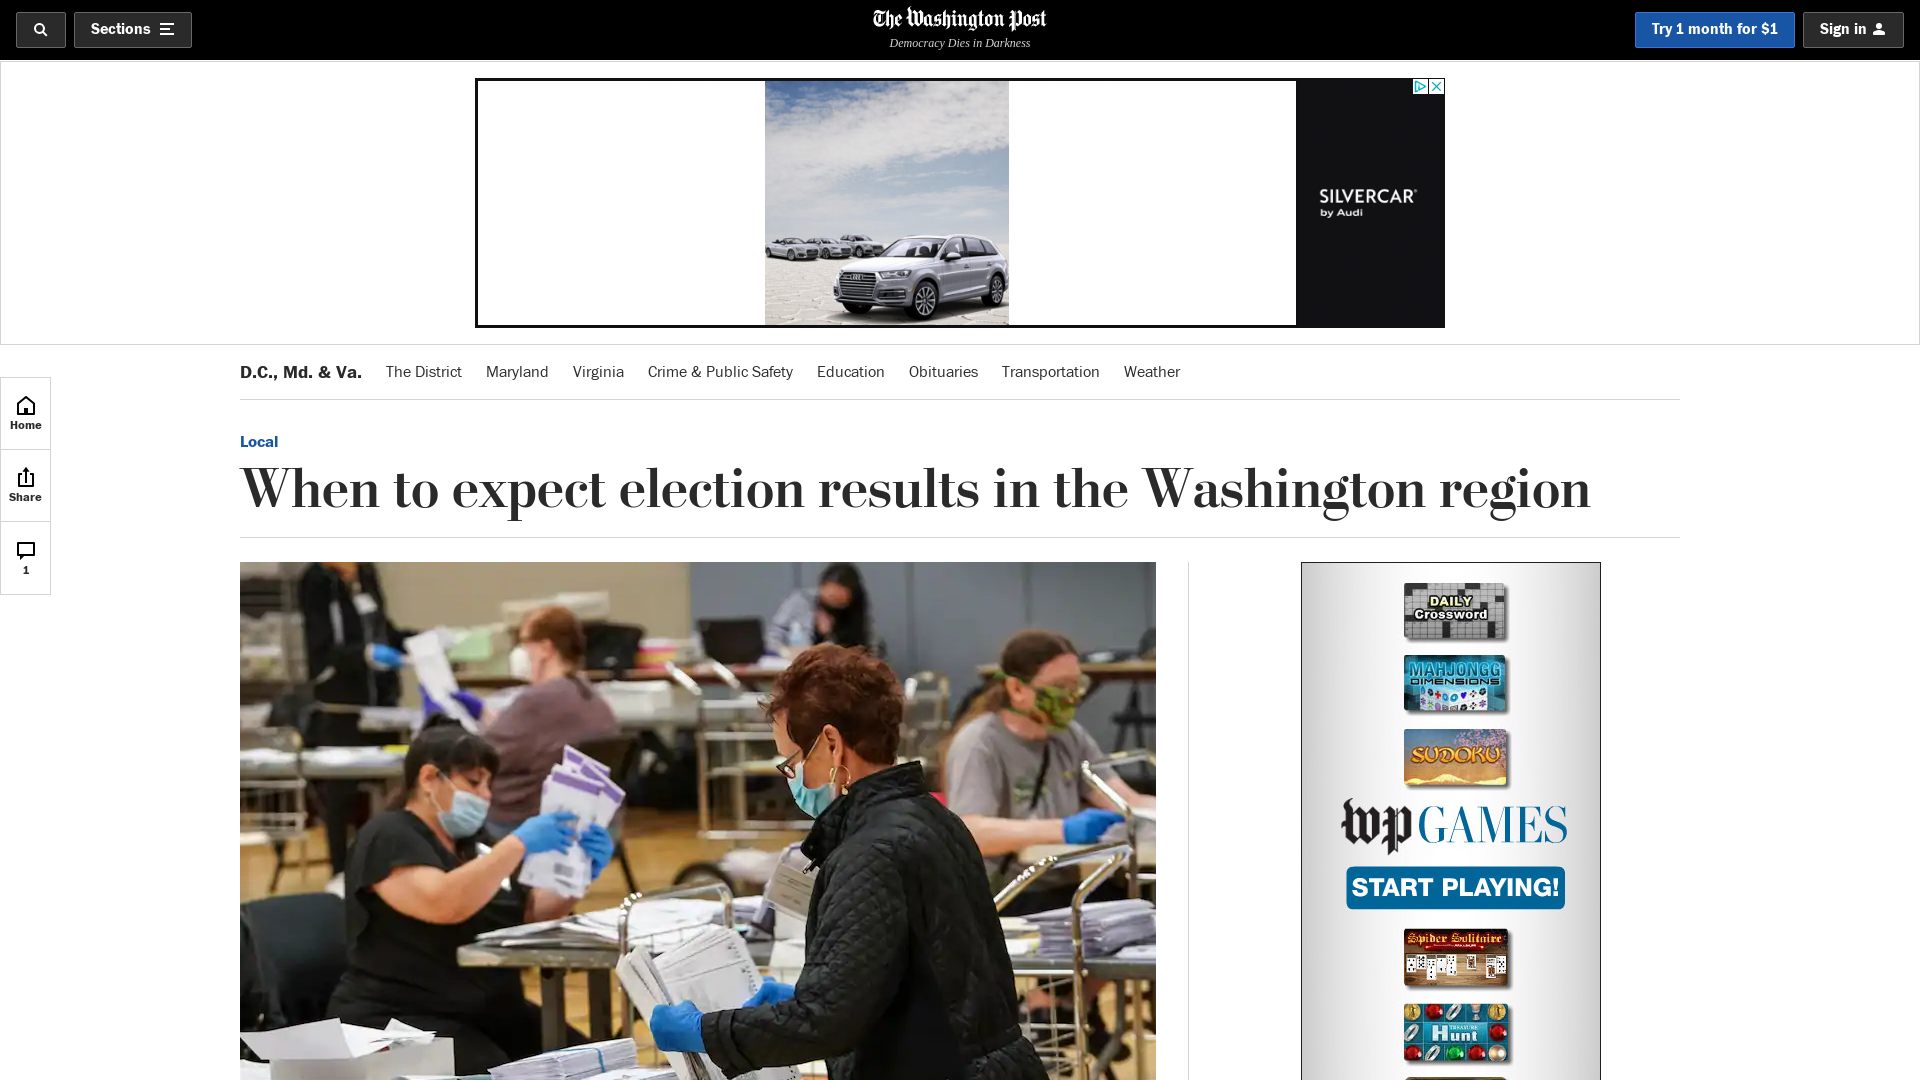 Sections
The Washington Post
Democracy Dies in Darkness
Try 1 month for $1
Sign in
SILVERCAR
by Audi
D.C., Md. & Va.
The District
Maryland
Virginia
Crime & Public Safety
Education
Obituaries
Transportation
Weather
Home
Share
1
Local
When to expect election results in the Washington region
DAILY
Crossword
MAHJONGG
DIMENSIONS
SUDOKU
wp GAMES
START PLAYING!
Spider Solitaire
TREASURE
Hunt